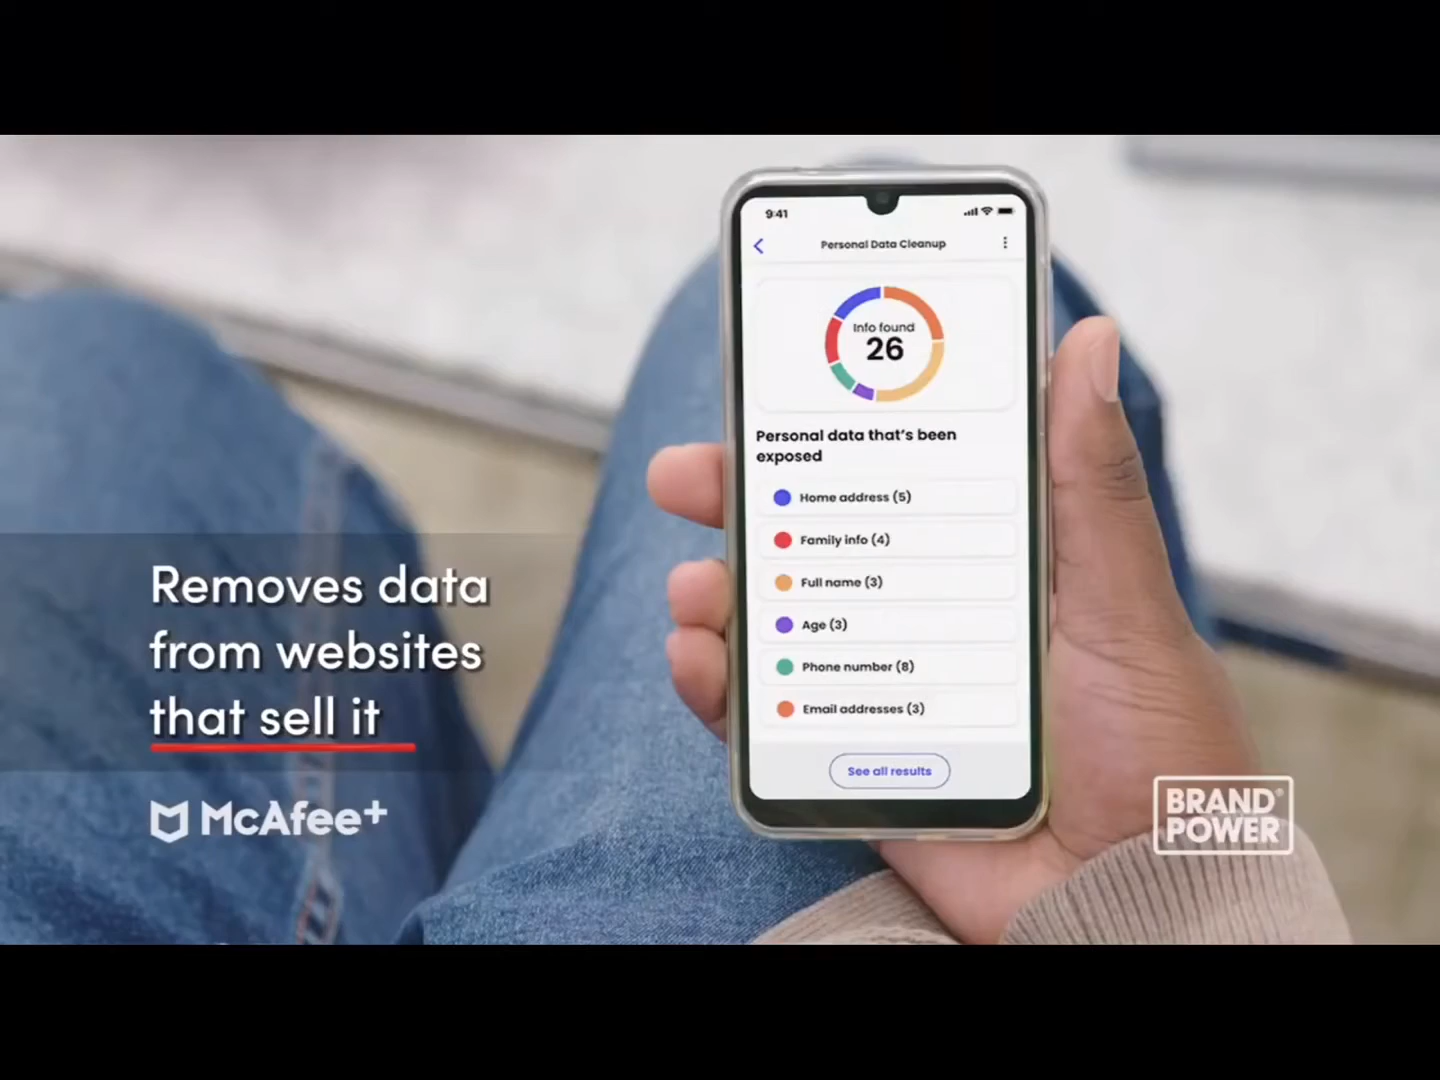 9:41
Personal Data Cleanup
Info found
26
Personal data that's been
exposed
Home address (5)
Family info (4)
Full name (3)
Age (3)
Phone number (8)
Email addresses (3)
See all results
Removes data
from websites
that sell it
McAfee+
BRAND®
POWER